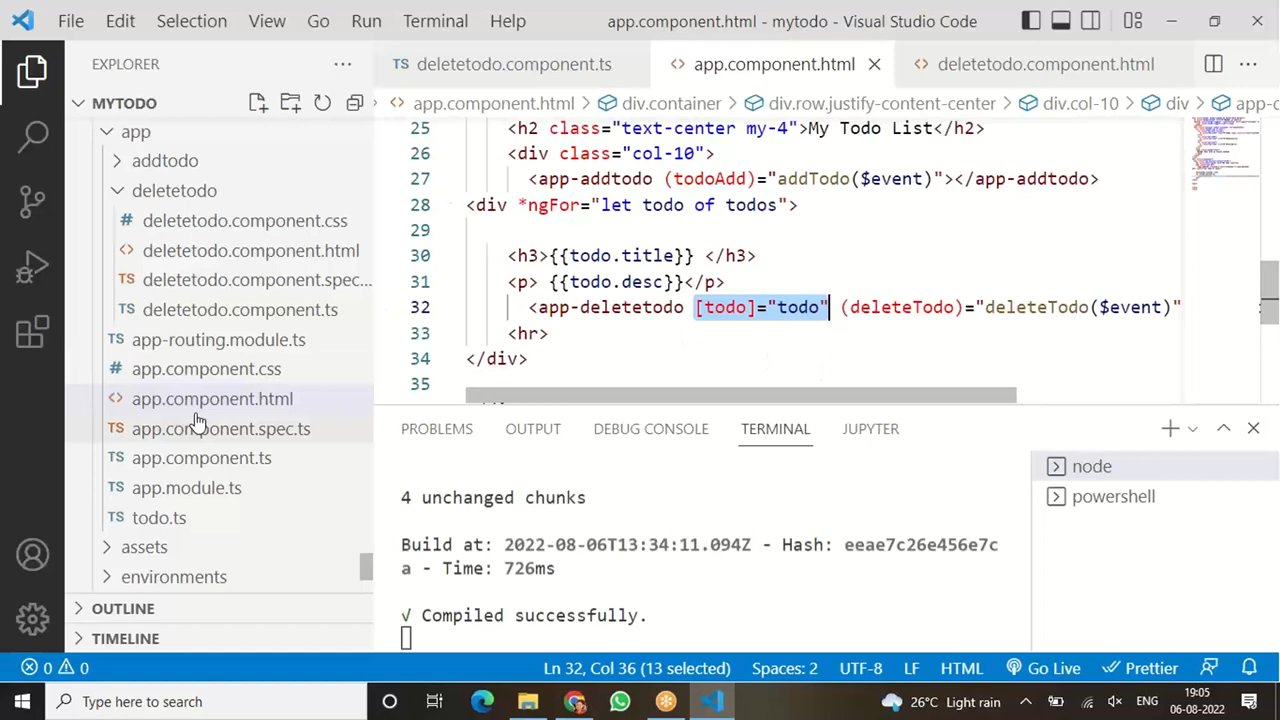 File Edit Selection View Go Run Terminal Help app.component.html - mytodo - Visual Studio Code
EXPLORER
TS deletetodo.component.ts <> app.component.html <> deletetodo.component.html
MYTODO
<> app.component.html > div.container > div.row.justify-content-center > div.col-10 > div > app-d
app
addtodo
deletetodo
# deletetodo.component.css
<> deletetodo.component.html
TS deletetodo.component.spec...
TS deletetodo.component.ts
TS app-routing.module.ts
# app.component.css
<> app.component.html
TS app.component.spec.ts
TS app.component.ts
TS app.module.ts
TS todo.ts
assets
environments
OUTLINE
TIMELINE
25 <h2 class="text-center my-4">My Todo List</h2>
26 <div class="col-10">
27 <app-addtodo (todoAdd)="addTodo($event)"></app-addtodo>
28 <div *ngFor="let todo of todos">
29
30 <h3>{{todo.title}} </h3>
31 <p> {{todo.desc}}</p>
32 <app-deletetodo [todo]="todo" (deleteTodo)="deleteTodo($event)"
33 <hr>
34 </div>
35
PROBLEMS OUTPUT DEBUG CONSOLE TERMINAL JUPYTER
4 unchanged chunks
Build at: 2022-08-06T13:34:11.094Z - Hash: eeae7c26e456e7c
a - Time: 726ms
√ Compiled successfully.
node
powershell
0 0 Ln 32, Col 36 (13 selected) Spaces: 2 UTF-8 LF HTML Go Live Prettier
Type here to search 26°C Light rain ENG 19:05
06-08-2022